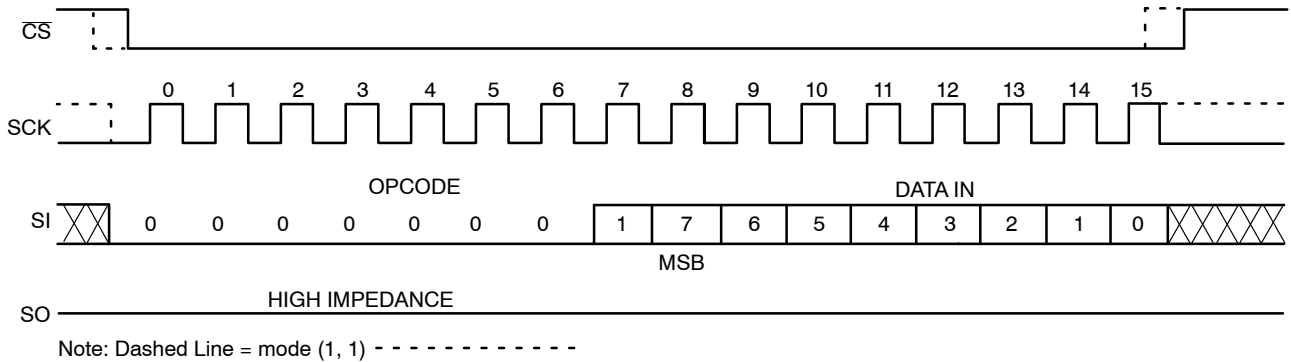 CS
0 1 2 3 4 5 6 7 8 9 10 11 12 13 14 15
SCK
OPCODE DATA IN
SI 0 0 0 0 0 0 0 1 7 6 5 4 3 2 1 0
MSB
HIGH IMPEDANCE
SO
Note: Dashed Line = mode (1, 1)